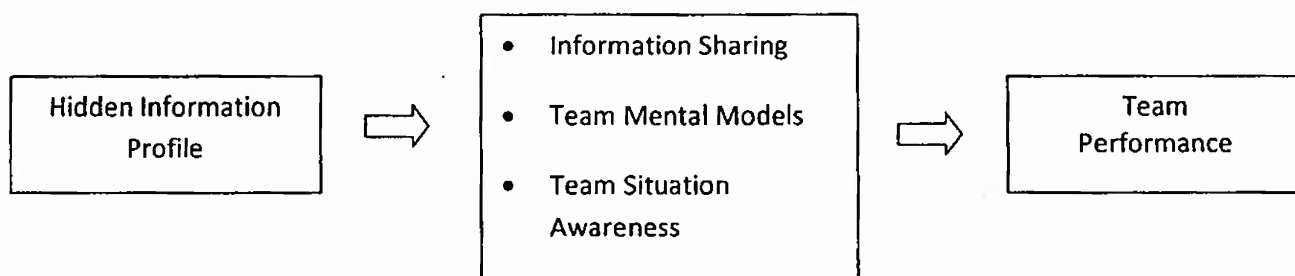 Hidden Information
Profile
• Information Sharing
• Team Mental Models
• Team Situation
Awareness
Team
Performance